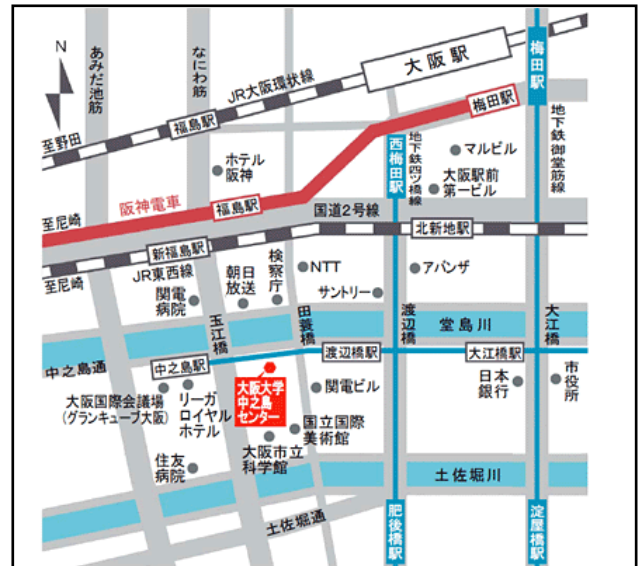 N
あみだ池筋
なにわ筋
JR大阪環状線
大阪駅
梅田駅
梅田駅
福島駅
至野田
ホテル
阪神
西梅田駅
地下鉄四ツ橋線
マルビル
大阪駅前
第一ビル
地下鉄御堂筋線
阪神電車
福島駅
国道2号線
至尼崎
新福島駅
北新地駅
至尼崎
JR東西線
関電
病院
朝日
放送
検察庁
NTT
サントリー
アバンザ
玉江橋
田蓑橋
渡辺橋
堂島川
大江橋
中之島通
中之島駅
渡辺橋駅
大江橋駅
大阪国際会議場
(グランキューブ大阪)
リーガ
ロイヤル
ホテル
大阪大学
中之島
センター
関電ビル
日本
銀行
市役所
国立国際
美術館
大阪市立
科学館
住友
病院
土佐堀川
土佐堀通
肥後橋駅
淀屋橋駅